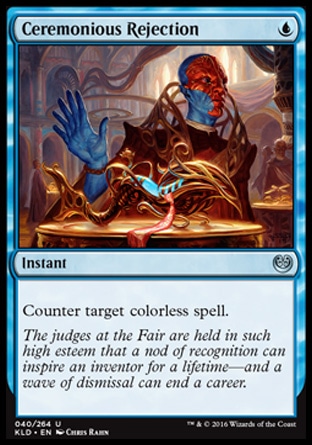 Ceremonious Rejection
Instant
Counter target colorless spell.
The judges at the Fair are held in such
high esteem that a nod of recognition can
inspire an inventor for a lifetime—and a
wave of dismissal can end a career.
040/264 U
KLD • EN Chris Rahn
™ & © 2016 Wizards of the Coast